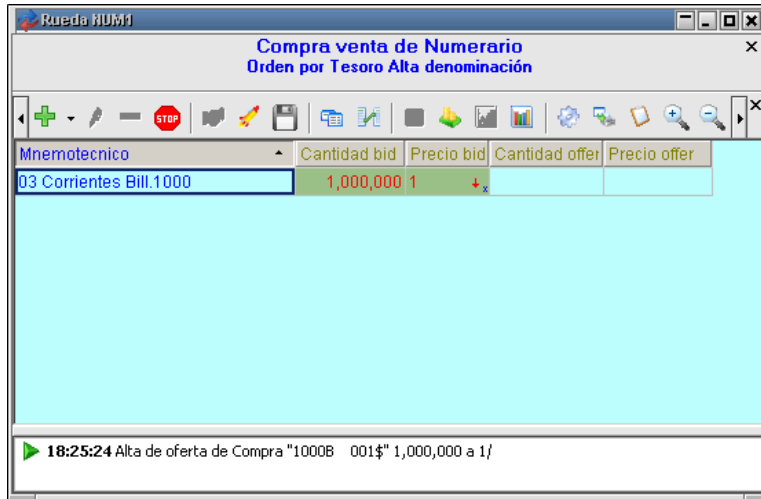 Rueda NUM1
Compra venta de Numerario
Orden por Tesoro Alta denominación
STOP
Mnemotecnico Cantidad bid Precio bid Cantidad offer Precio offer
03 Corrientes Bill.1000 1,000,000 1 x
18:25:24 Alta de oferta de Compra "1000B 001$" 1,000,000 a 1/